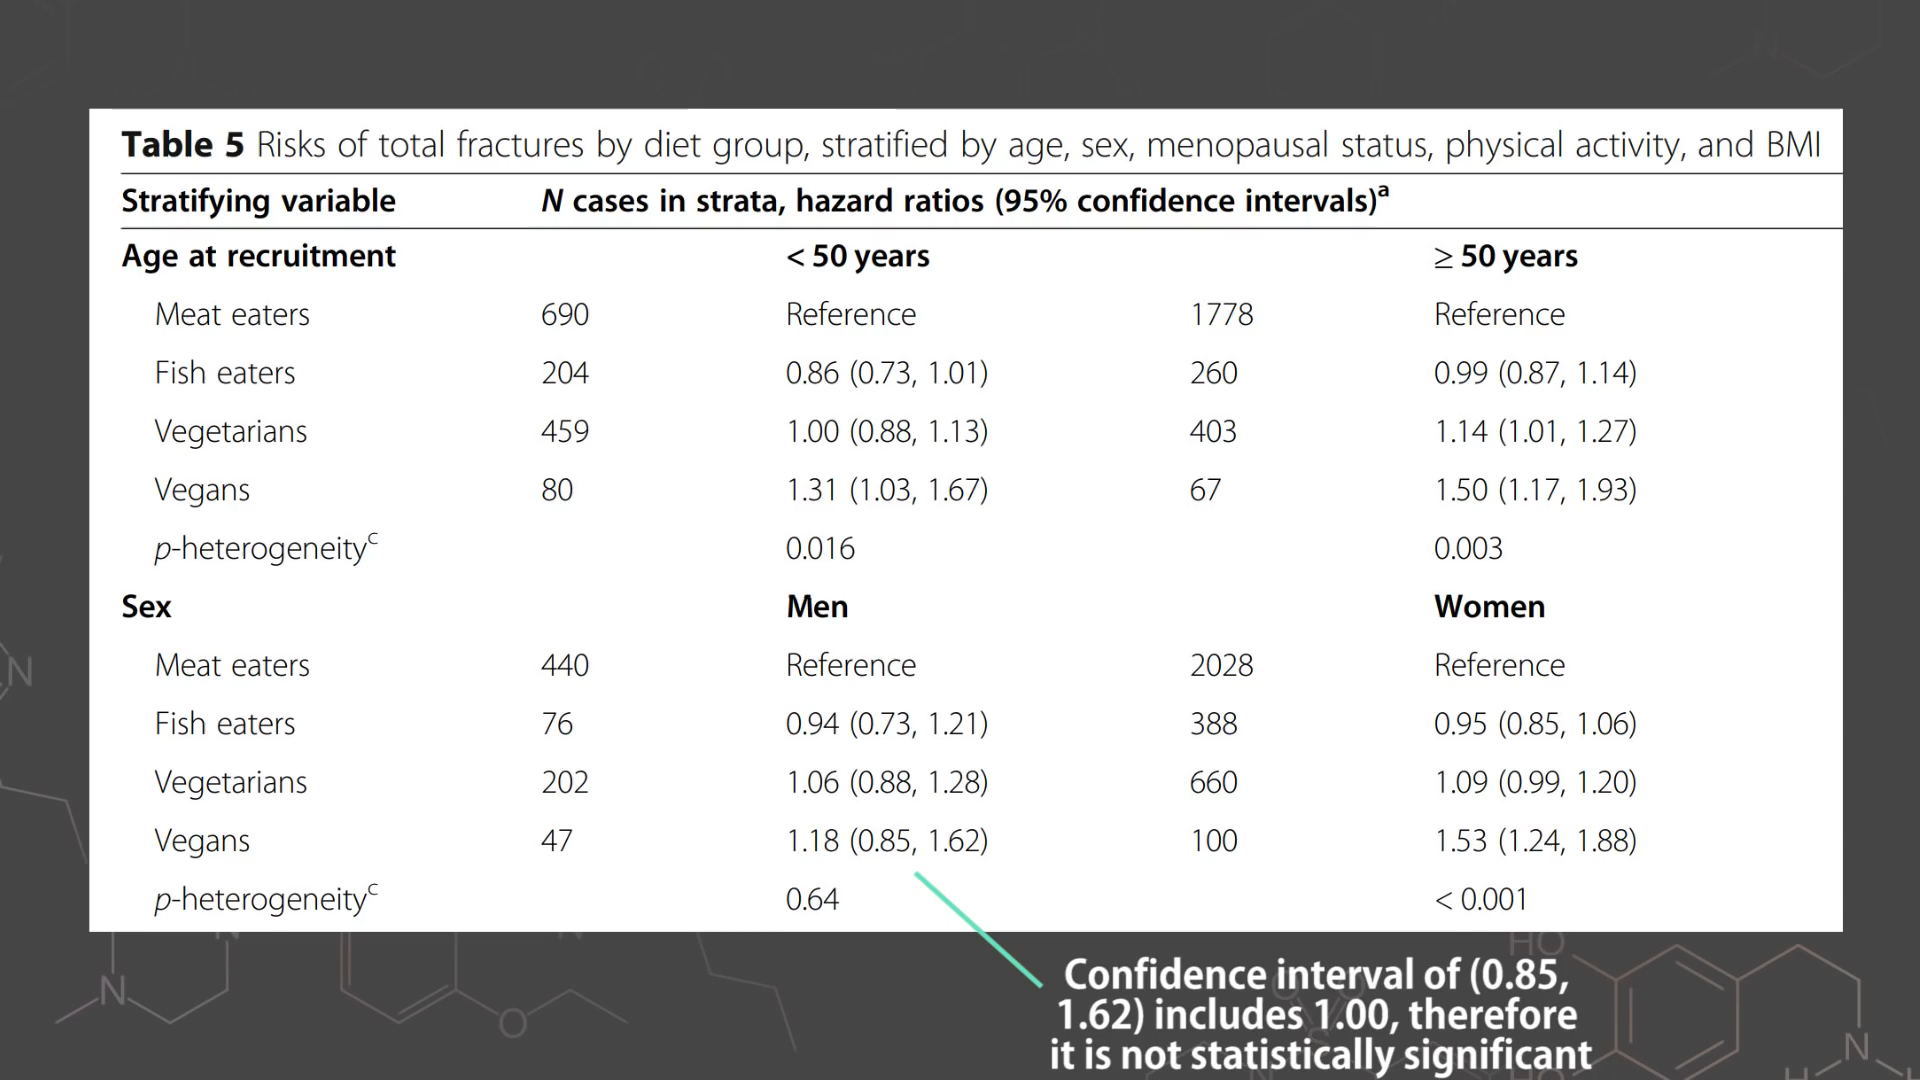 Table 5 Risks of total fractures by diet group, stratified by age, sex, menopausal status, physical activity, and BMI
Stratifying variable N cases in strata, hazard ratios (95% confidence intervals)a
Age at recruitment < 50 years ≥ 50 years
Meat eaters 690 Reference 1778 Reference
Fish eaters 204 0.86 (0.73, 1.01) 260 0.99 (0.87, 1.14)
Vegetarians 459 1.00 (0.88, 1.13) 403 1.14 (1.01, 1.27)
Vegans 80 1.31 (1.03, 1.67) 67 1.50 (1.17, 1.93)
p-heterogeneityc 0.016 0.003
Sex Men Women
Meat eaters 440 Reference 2028 Reference
Fish eaters 76 0.94 (0.73, 1.21) 388 0.95 (0.85, 1.06)
Vegetarians 202 1.06 (0.88, 1.28) 660 1.09 (0.99, 1.20)
Vegans 47 1.18 (0.85, 1.62) 100 1.53 (1.24, 1.88)
p-heterogeneityc 0.64 < 0.001
Confidence interval of (0.85,
1.62) includes 1.00, therefore
it is not statistically significant
N
N
O
HO
N